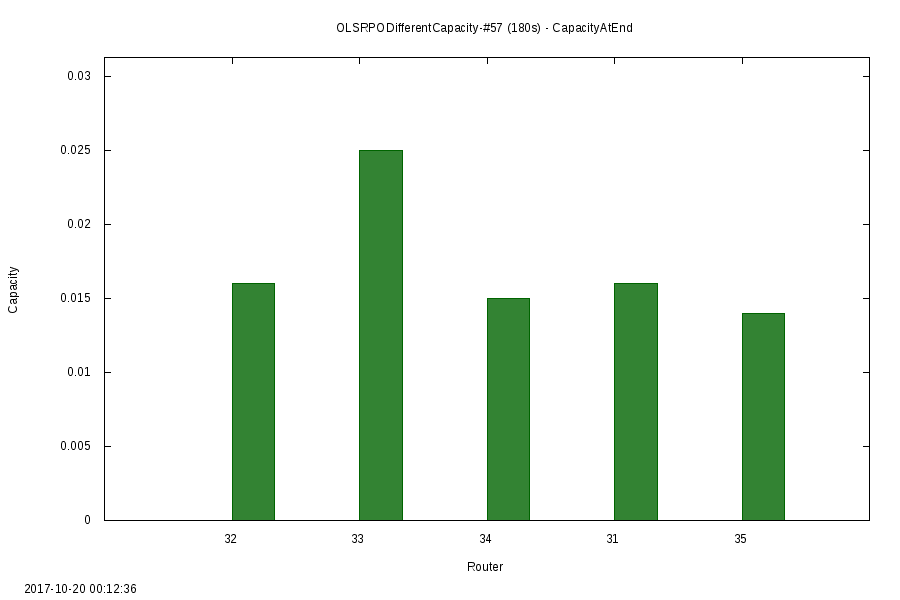 OLSRPODifferentCapacity-#57 (180s) - CapacityAtEnd
0.03
0.025
0.02
0.015
0.01
0.005
0
Capacity
32 33 34 31 35
Router
2017-10-20 00:12:36